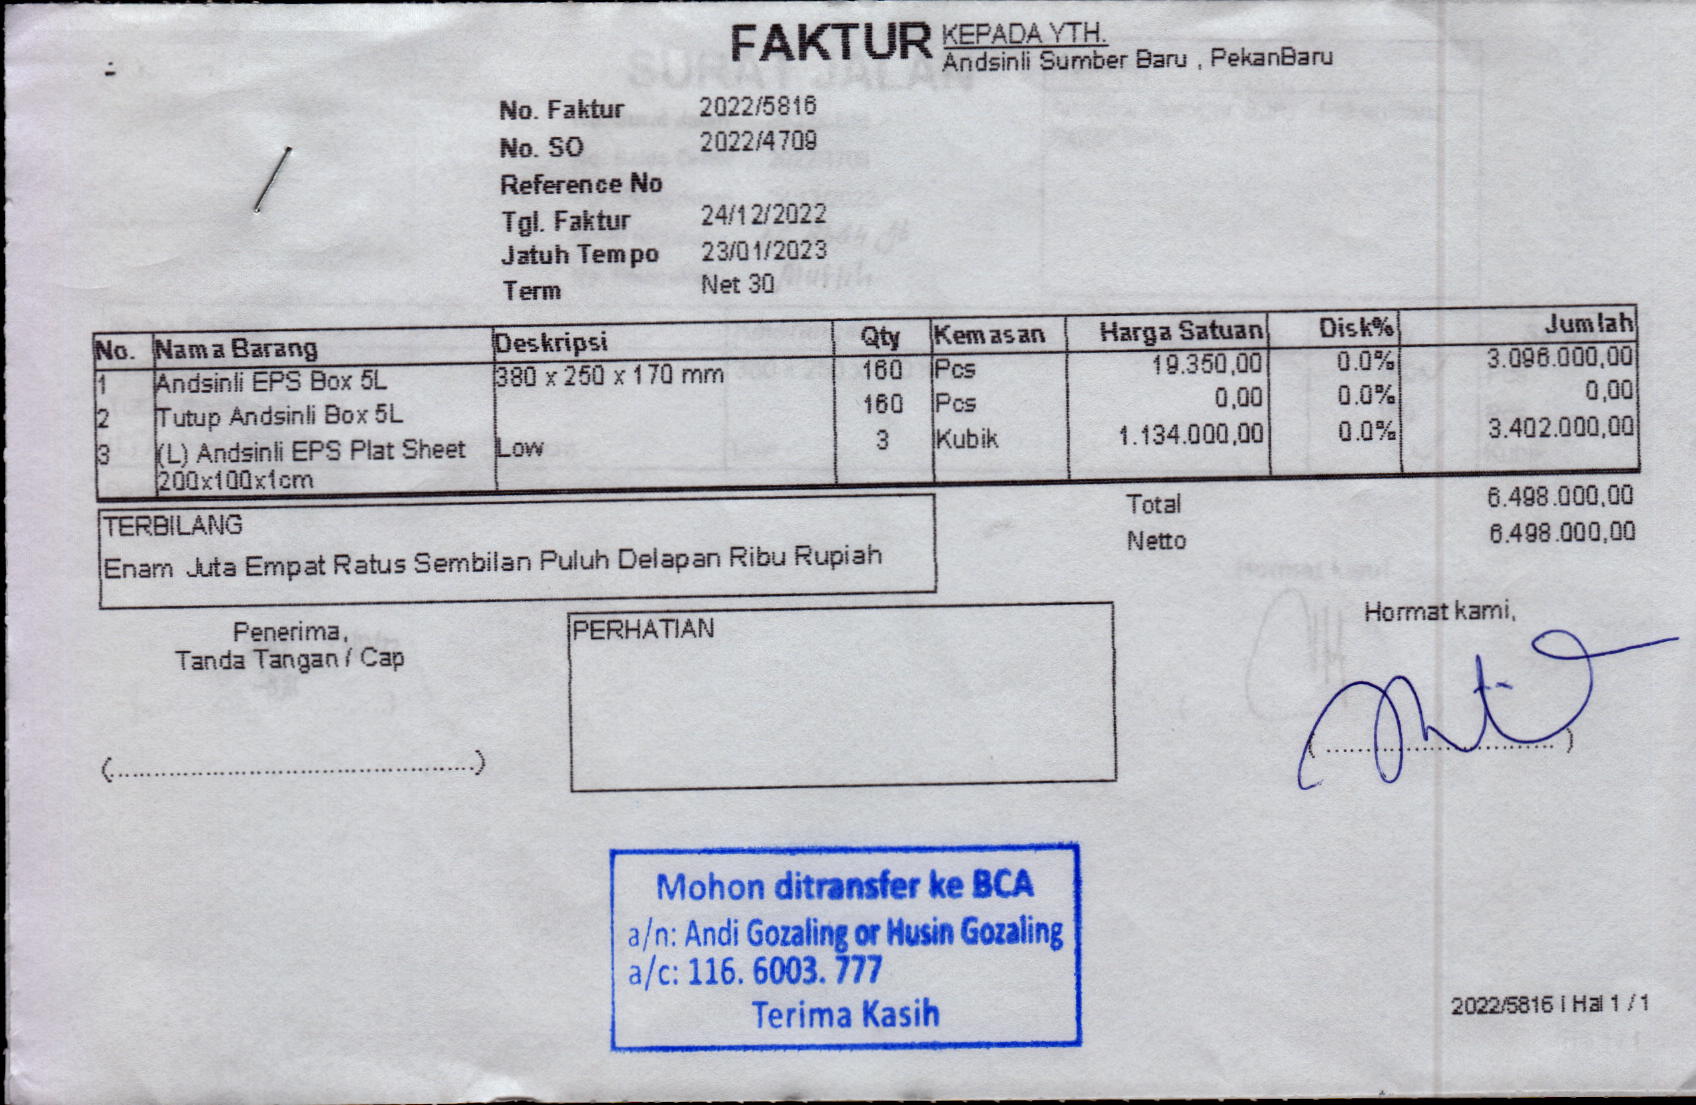 FAKTUR
KEPADA YTH.
Andsinli Sumber Baru , PekanBaru
No. Faktur 2022/5816
No. SO 2022/4709
Reference No
Tgl. Faktur 24/12/2022
Jatuh Tempo 23/01/2023
Term Net 30
No. Nama Barang Deskripsi Qty Kemasan Harga Satuan Disk% Jumlah
1 Andsinli EPS Box 5L 380 x 250 x 170 mm 160 Pcs 19.350,00 0.0% 3.096.000,00
2 Tutup Andsinli Box 5L 160 Pcs 0,00 0.0% 0,00
3 (L) Andsinli EPS Plat Sheet Low 3 Kubik 1.134.000,00 0.0% 3.402.000,00
200x100x1cm
Total 6.498.000,00
Netto 6.498.000,00
TERBILANG
Enam Juta Empat Ratus Sembilan Puluh Delapan Ribu Rupiah
Penerima,
Tanda Tangan / Cap
(..................................................)
PERHATIAN
Hormat kami,
(..................................)
Mohon ditransfer ke BCA
a/n: Andi Gozaling or Husin Gozaling
a/c: 116. 6003. 777
Terima Kasih
2022/5816 | Hal 1 / 1